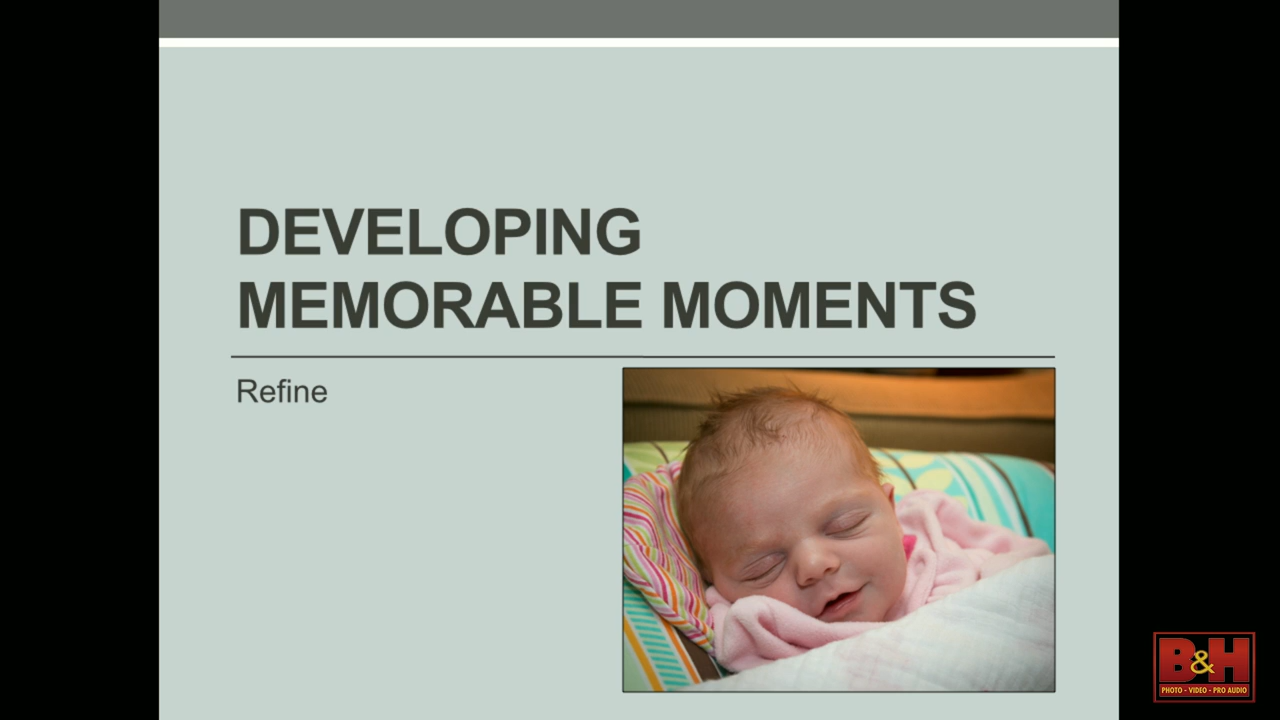 DEVELOPING
MEMORABLE MOMENTS
Refine
B&H
PHOTO - VIDEO - PRO AUDIO